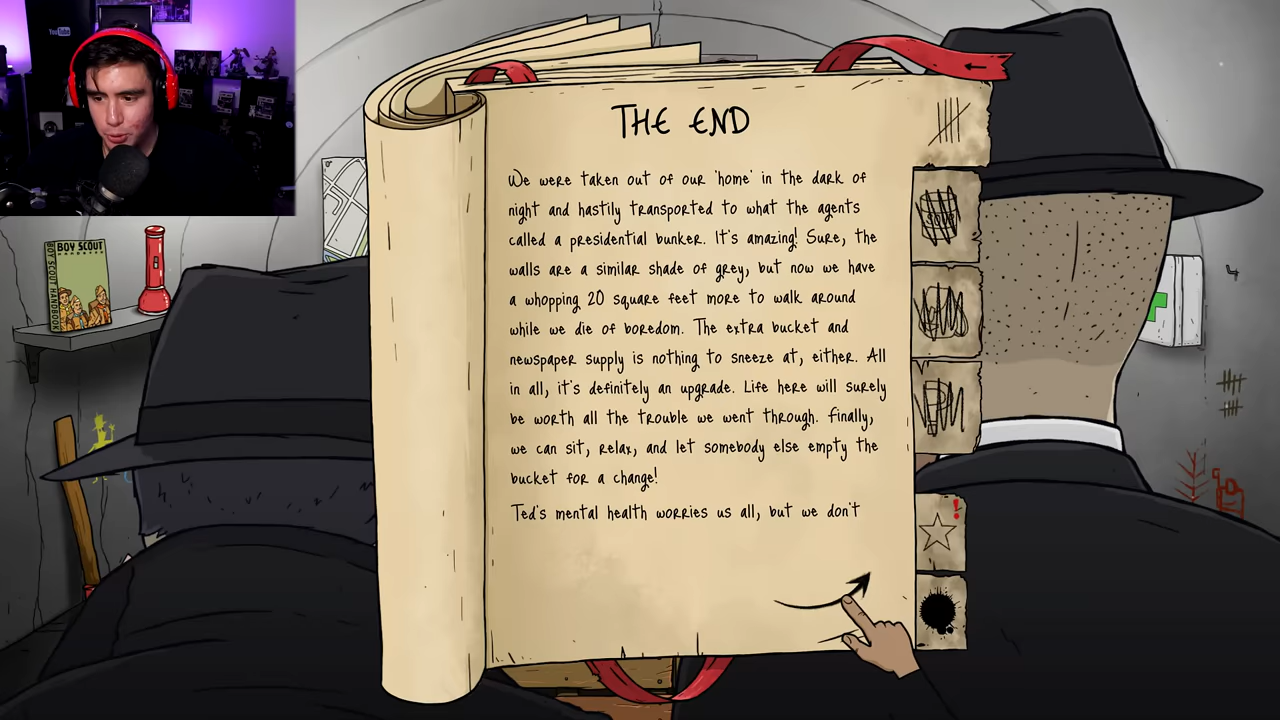 THE END
We were taken out of our 'home' in the dark of
night and hastily transported to what the agents
called a presidential bunker. It's amazing! Sure, the
walls are a similar shade of grey, but now we have
a whopping 20 square feet more to walk around
while we die of boredom. The extra bucket and
newspaper supply is nothing to sneeze at, either. All
in all, it's definitely an upgrade. Life here will surely
be worth all the trouble we went through. Finally,
we can sit, relax, and let somebody else empty the
bucket for a change!
Ted's mental health worries us all, but we don't
BOY SCOUT
HANDBOOK
BOY SCOUT HANDBOOK
YouTube
!